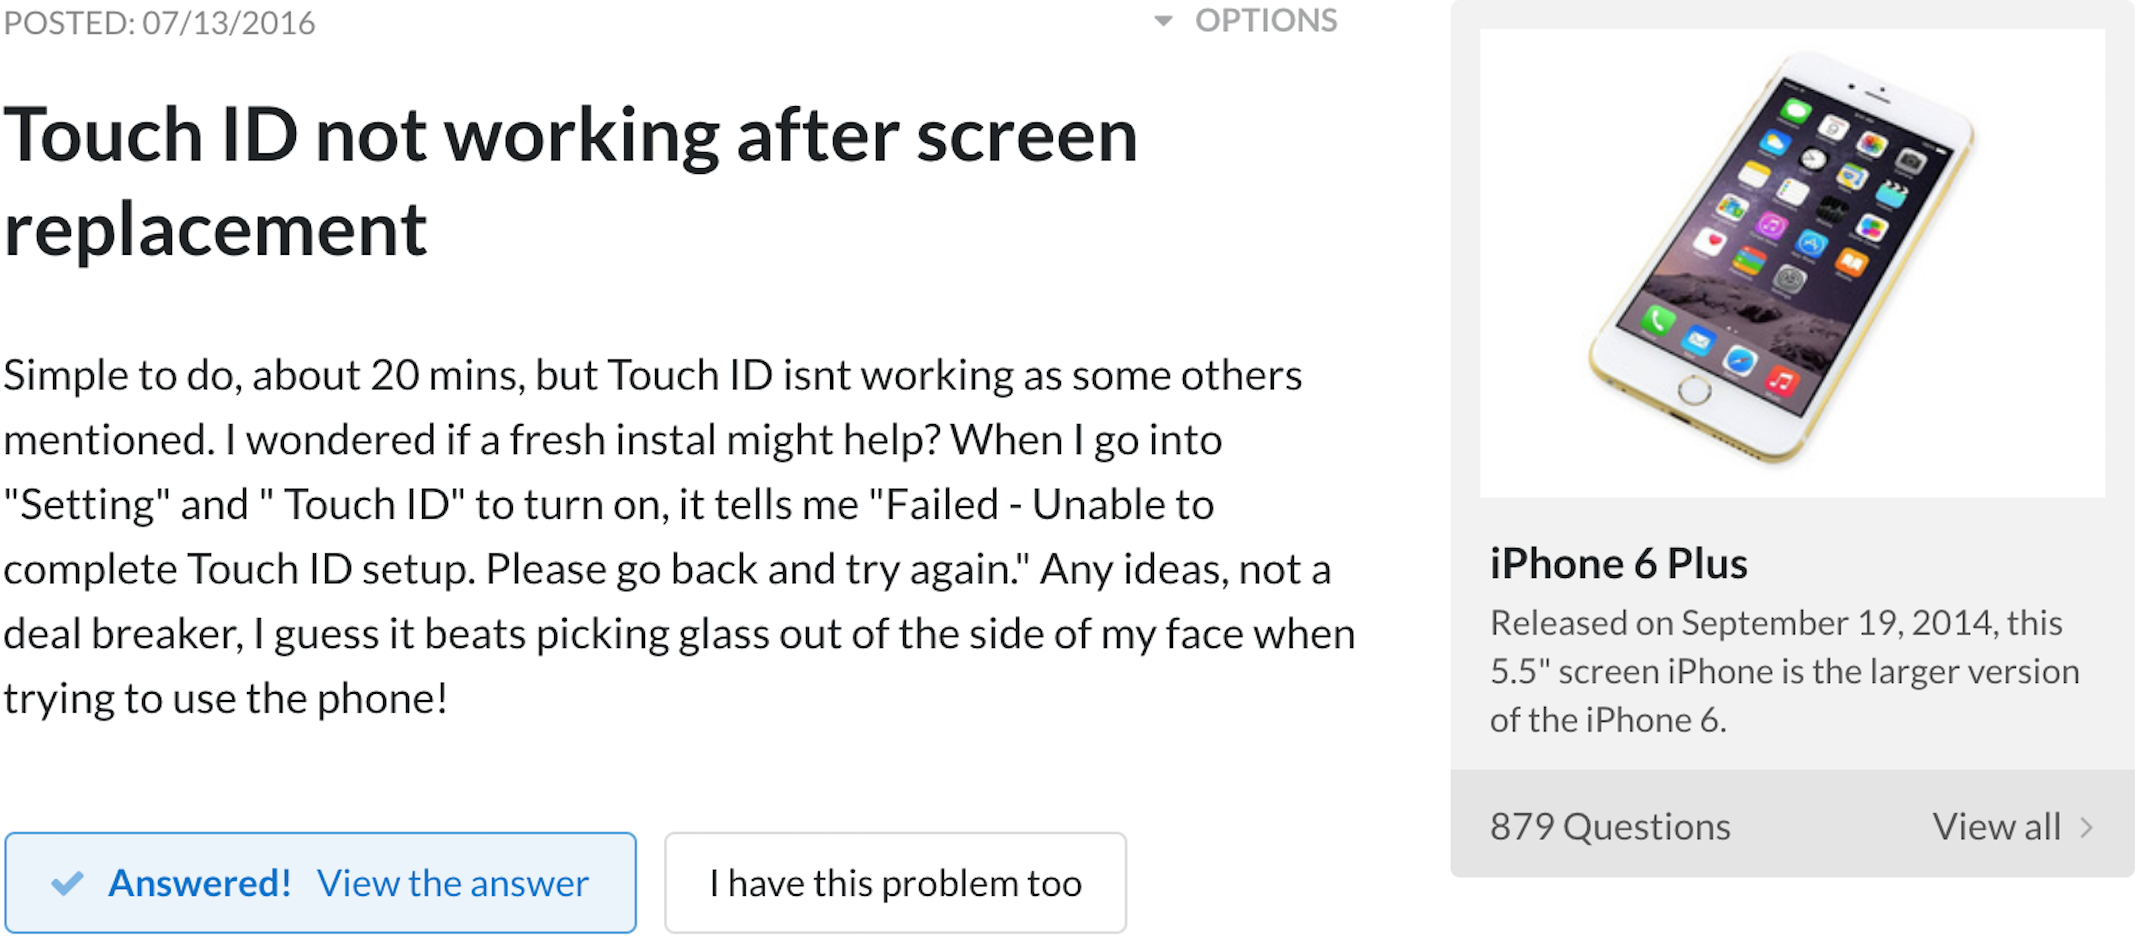 POSTED: 07/13/2016
OPTIONS
Touch ID not working after screen
replacement
Simple to do, about 20 mins, but Touch ID isnt working as some others
mentioned. I wondered if a fresh instal might help? When I go into
"Setting" and " Touch ID" to turn on, it tells me "Failed - Unable to
complete Touch ID setup. Please go back and try again." Any ideas, not a
deal breaker, I guess it beats picking glass out of the side of my face when
trying to use the phone!
Answered! View the answer
I have this problem too
iPhone 6 Plus
Released on September 19, 2014, this
5.5" screen iPhone is the larger version
of the iPhone 6.
879 Questions
View all